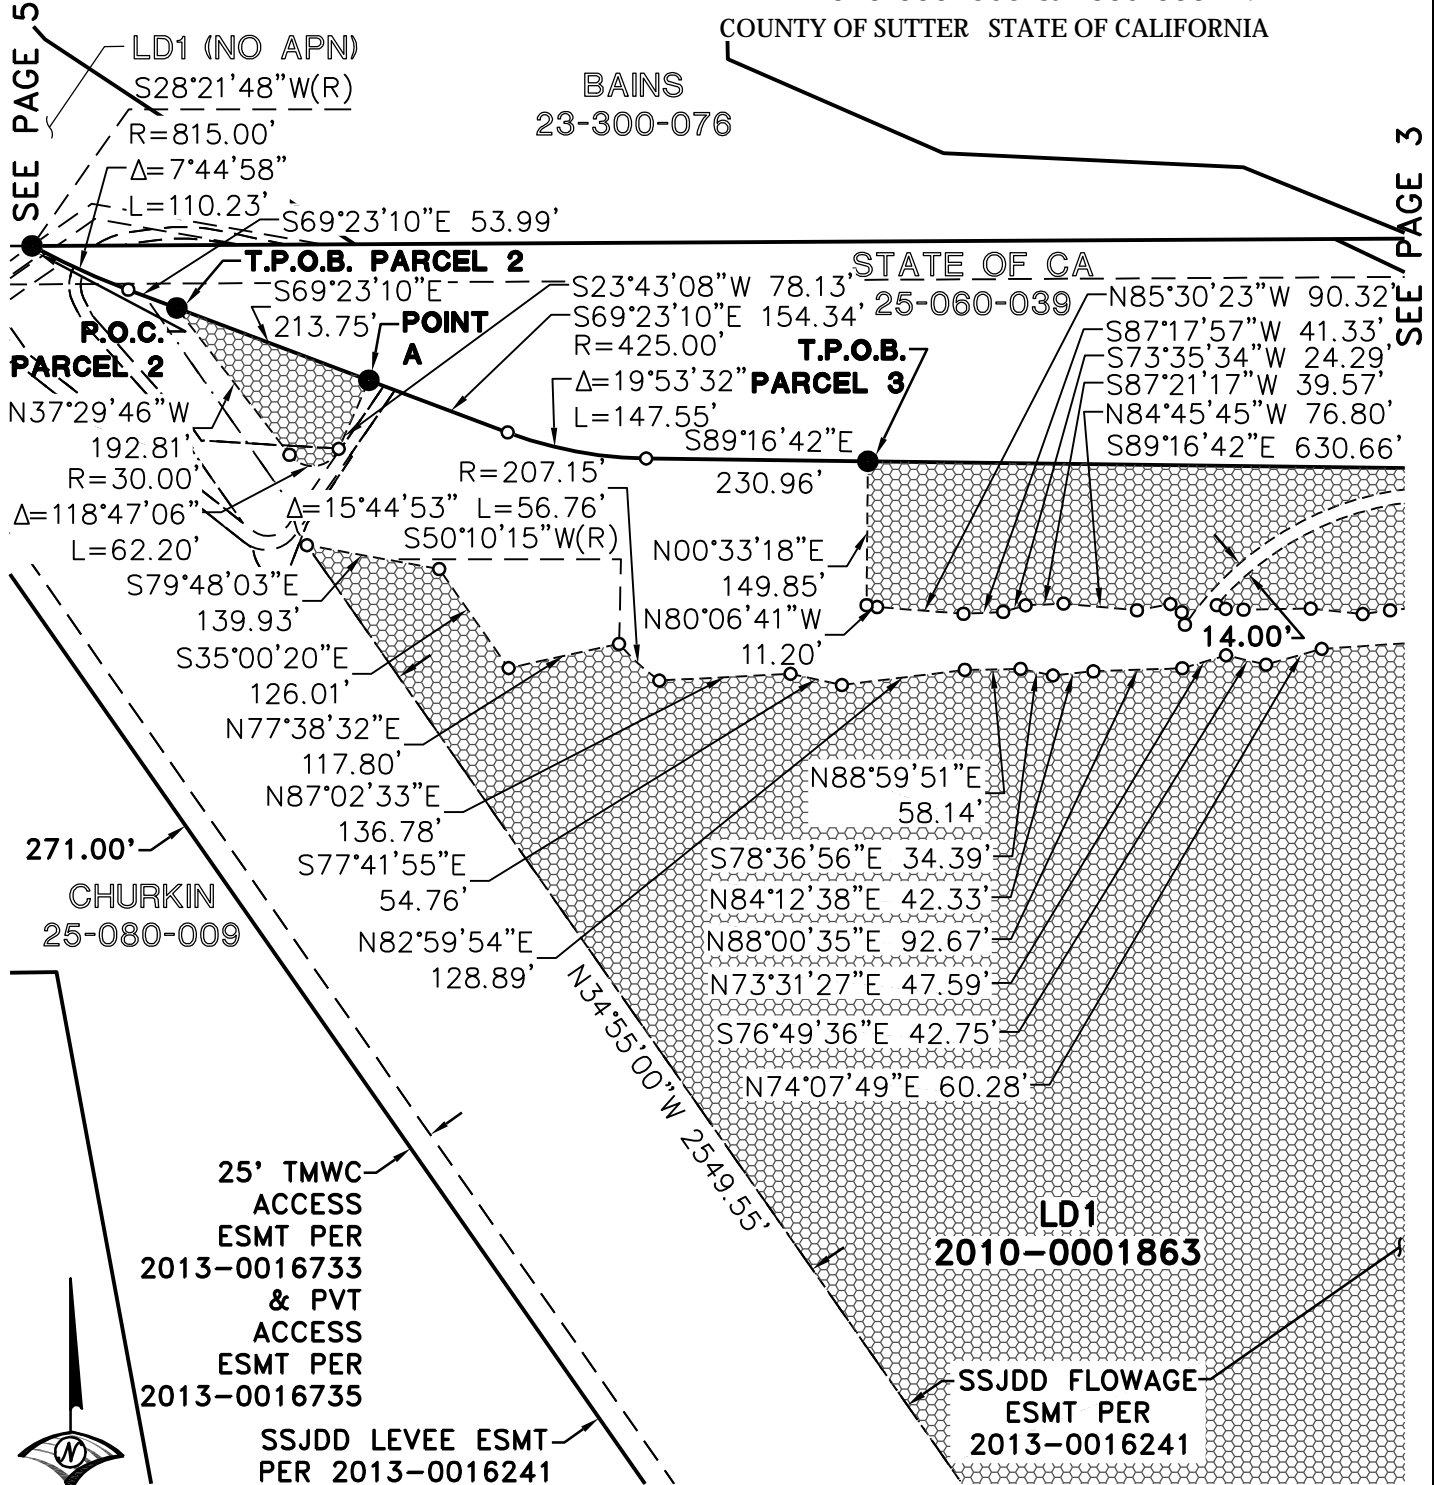 COUNTY OF SUTTER STATE OF CALIFORNIA
SEE PAGE 5
LD1 (NO APN)
S28°21'48"W(R)
R=815.00'
Δ=7°44'58"
L=110.23'
BAINS
23-300-076
SEE PAGE 3
S69°23'10"E 53.99'
T.P.O.B. PARCEL 2
S69°23'10"E
213.75'
POINT
A
P.O.C.
PARCEL 2
S23°43'08"W 78.13'
S69°23'10"E 154.34'
R=425.00'
Δ=19°53'32"
L=147.55'
STATE OF CA
25-060-039
T.P.O.B.
PARCEL 3
N85°30'23"W 90.32'
S87°17'57"W 41.33'
S73°35'34"W 24.29'
S87°21'17"W 39.57'
N84°45'45"W 76.80'
S89°16'42"E 630.66'
N37°29'46"W
192.81'
R=30.00'
Δ=118°47'06"
L=62.20'
S89°16'42"E
230.96'
R=207.15'
Δ=15°44'53" L=56.76'
S50°10'15"W(R)
N00°33'18"E
149.85'
N80°06'41"W
11.20'
14.00'
S79°48'03"E
139.93'
S35°00'20"E
126.01'
N77°38'32"E
117.80'
N87°02'33"E
136.78'
S77°41'55"E
54.76'
N82°59'54"E
128.89'
N88°59'51"E
58.14'
S78°36'56"E 34.39'
N84°12'38"E 42.33'
N88°00'35"E 92.67'
N73°31'27"E 47.59'
S76°49'36"E 42.75'
N74°07'49"E 60.28'
271.00'
CHURKIN
25-080-009
N34°55'00"W 2549.55'
25' TMWC
ACCESS
ESMT PER
2013-0016733
& PVT
ACCESS
ESMT PER
2013-0016735
LD1
2010-0001863
SSJDD FLOWAGE
ESMT PER
2013-0016241
SSJDD LEVEE ESMT
PER 2013-0016241
N